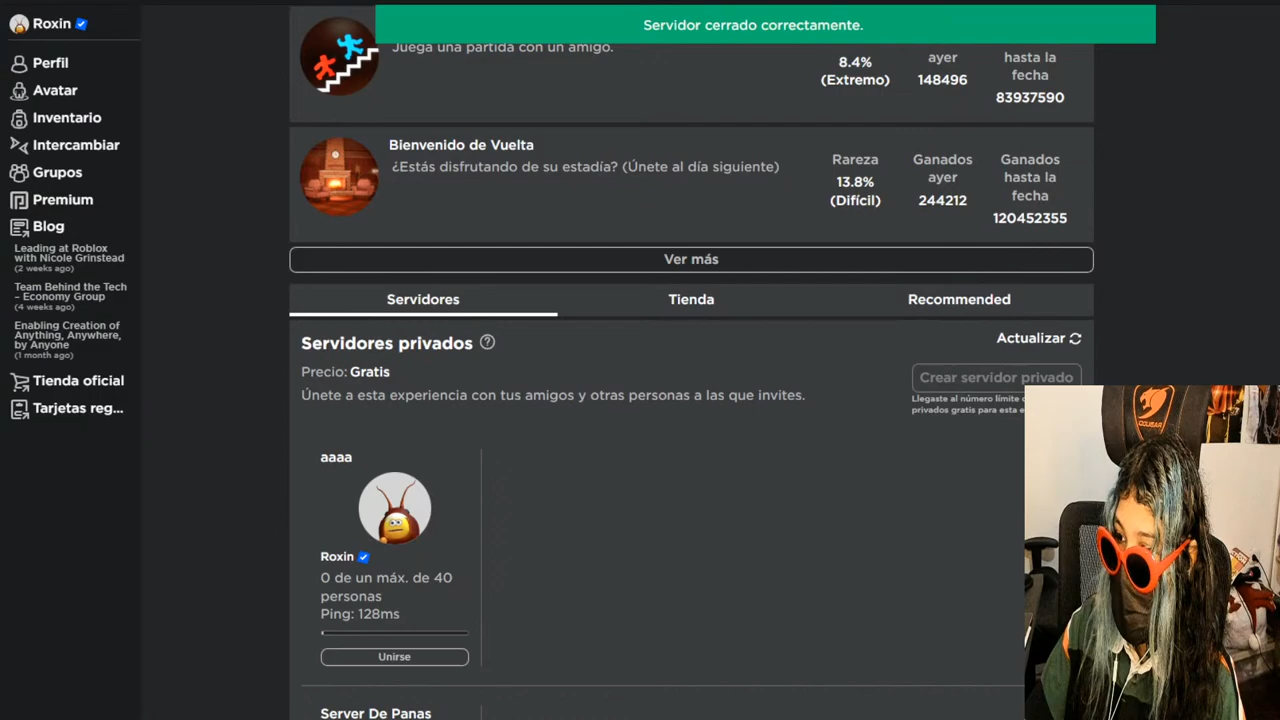 Roxin
Servidor cerrado correctamente.
Perfil
Avatar
Inventario
Intercambiar
Grupos
Premium
Blog
Leading at Roblox
with Nicole Grinstead
(2 weeks ago)
Team Behind the Tech
– Economy Group
(4 weeks ago)
Enabling Creation of
Anything, Anywhere,
by Anyone
(1 month ago)
Tienda oficial
Tarjetas reg...
Juega una partida con un amigo.
8.4%
(Extremo)
ayer
148496
hasta la
fecha
83937590
Bienvenido de Vuelta
¿Estás disfrutando de su estadía? (Únete al día siguiente)
Rareza
13.8%
(Difícil)
Ganados
ayer
244212
Ganados
hasta la
fecha
120452355
Ver más
Servidores
Tienda
Recommended
Servidores privados
Actualizar
Precio: Gratis
Únete a esta experiencia con tus amigos y otras personas a las que invites.
Crear servidor privado
Llegaste al número límite
privados gratis para esta
aaaa
Roxin
0 de un máx. de 40
personas
Ping: 128ms
Unirse
Server De Panas
COUGAR